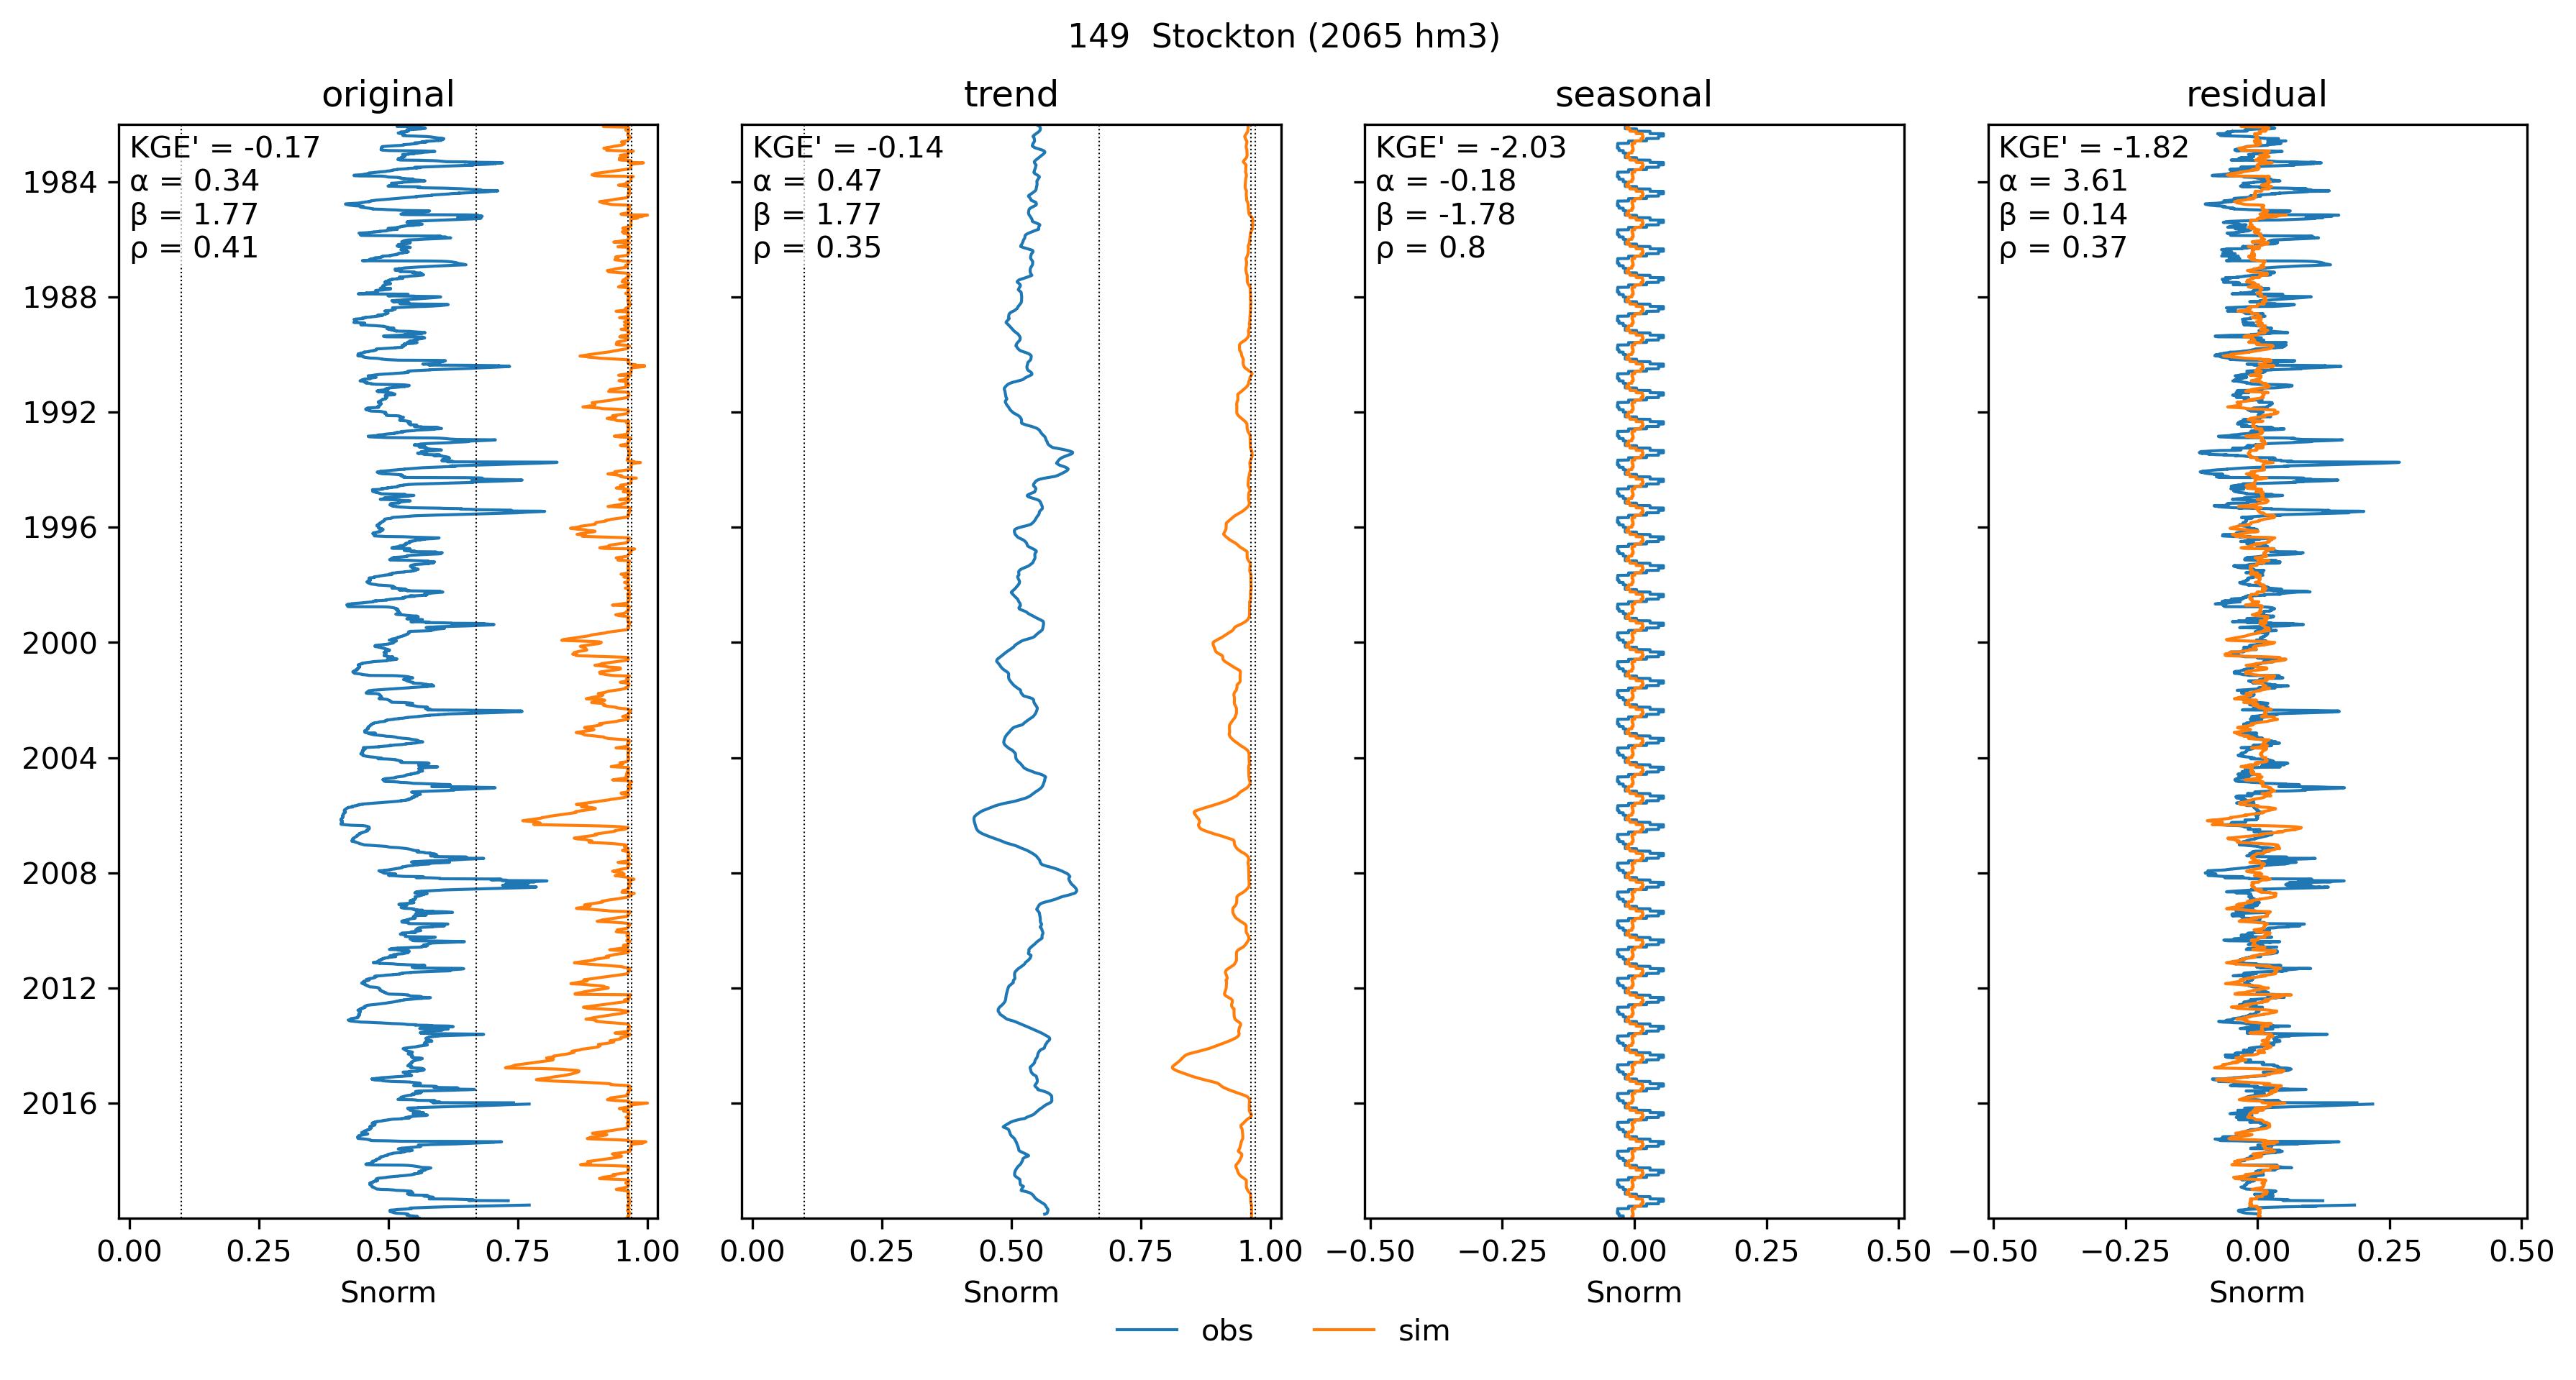 149  Stockton (2065 hm3)
original
trend
seasonal
residual
KGE' = -0.17
α = 0.34
β = 1.77
ρ = 0.41
KGE' = -0.14
α = 0.47
β = 1.77
ρ = 0.35
KGE' = -2.03
α = -0.18
β = -1.78
ρ = 0.8
KGE' = -1.82
α = 3.61
β = 0.14
ρ = 0.37
1984
1988
1992
1996
2000
2004
2008
2012
2016
0.00 0.25 0.50 0.75 1.00
0.00 0.25 0.50 0.75 1.00
−0.50 −0.25 0.00 0.25 0.50
−0.50 −0.25 0.00 0.25 0.50
Snorm
Snorm
Snorm
Snorm
obs sim